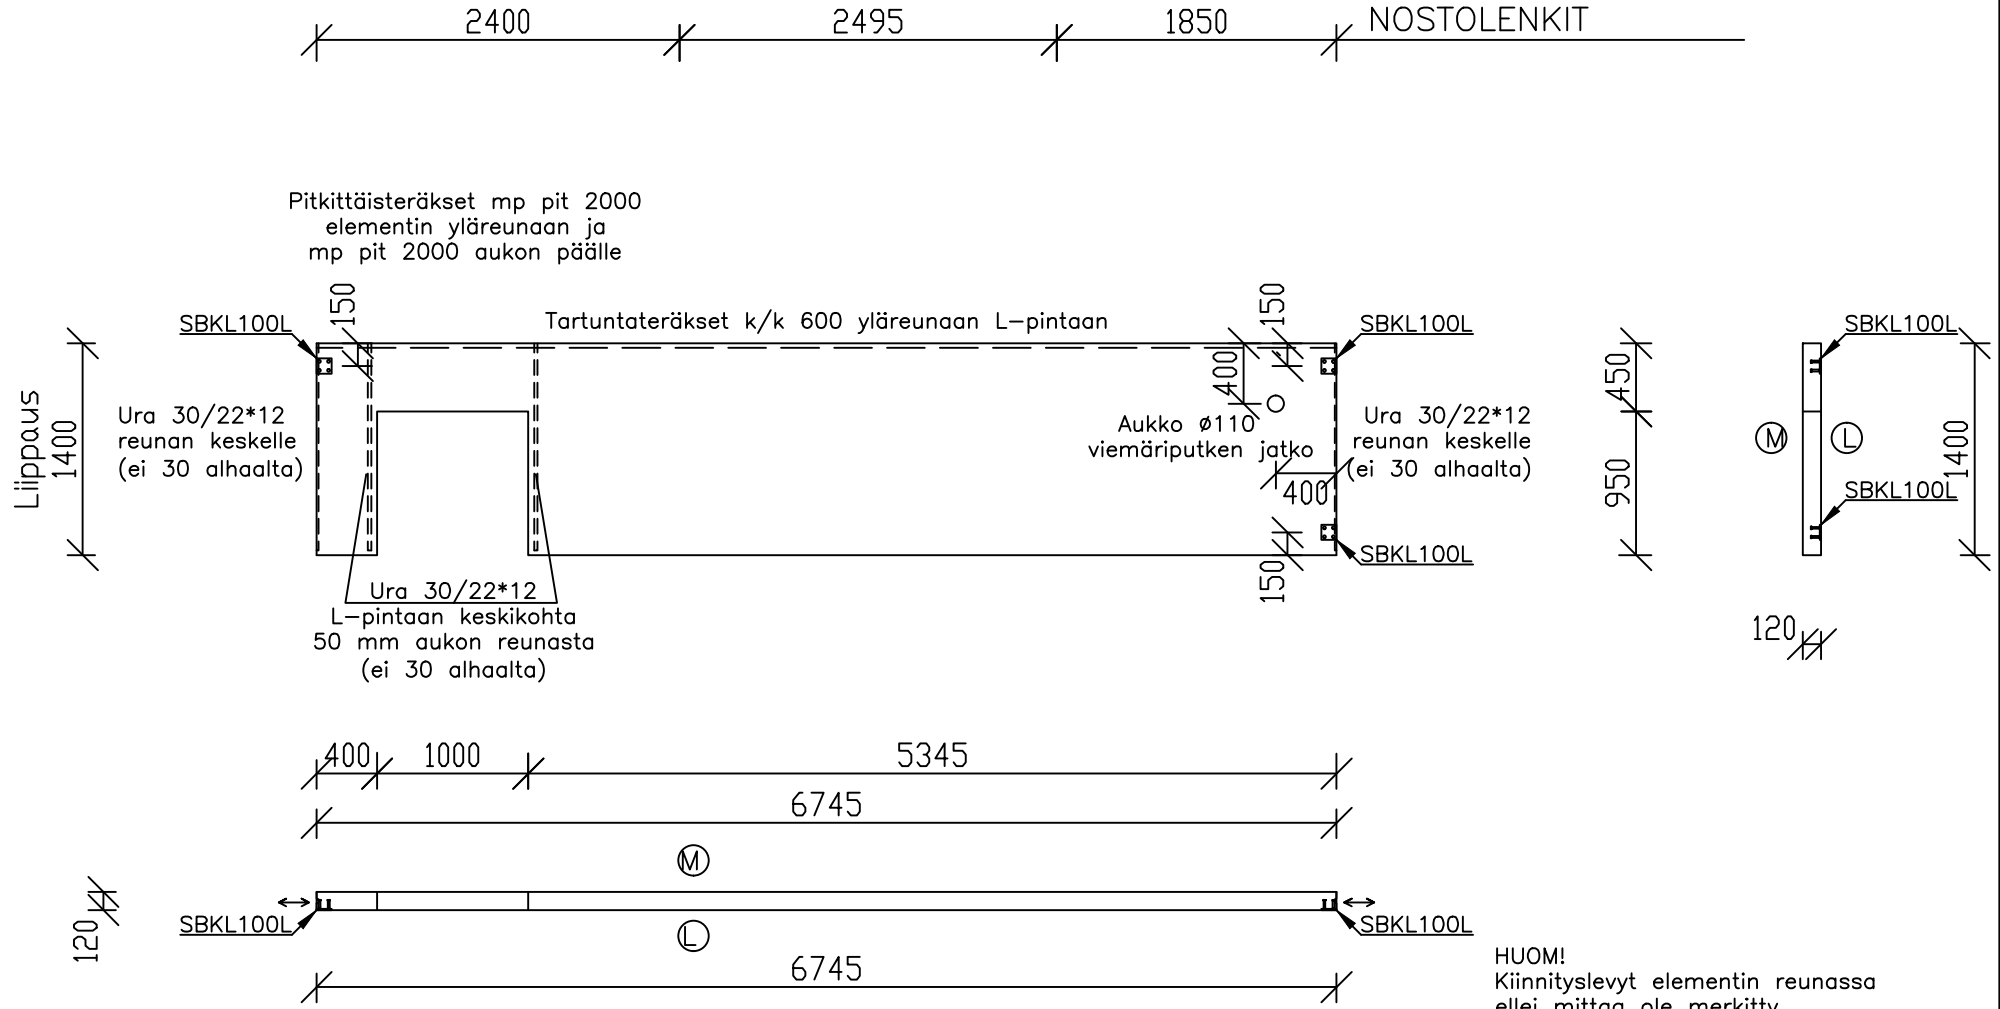 2400
2495
1850
NOSTOLENKIT
Pitkittäisteräkset mp pit 2000
elementin yläreunaan ja
mp pit 2000 aukon päälle
150
Tartuntateräkset k/k 600 yläreunaan L-pintaan
150
SBKL100L
SBKL100L
SBKL100L
Liippaus
1400
Ura 30/22*12
reunan keskelle
(ei 30 alhaalta)
400
Aukko ø110
viemäriputken jatko
400
Ura 30/22*12
reunan keskelle
(ei 30 alhaalta)
450
950
M
L
1400
SBKL100L
SBKL100L
150
Ura 30/22*12
L-pintaan keskikohta
50 mm aukon reunasta
(ei 30 alhaalta)
120
400
1000
5345
6745
M
120
SBKL100L
L
SBKL100L
6745
HUOM!
Kiinnityslevyt elementin reunassa
ellei mittaa ole merkitty